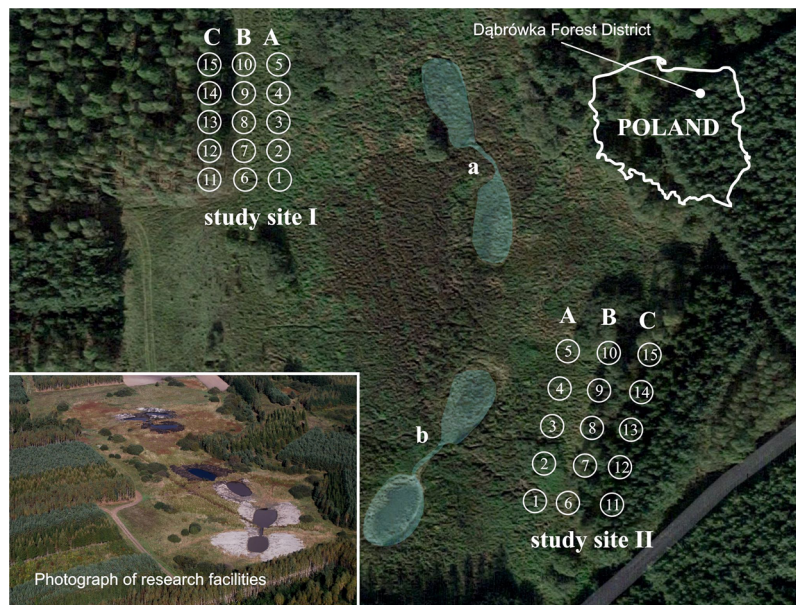 Dąbrówka Forest District
POLAND
C B A
15 10 5
14 9 4
13 8 3
12 7 2
11 6 1
study site I
a
A B C
5 10 15
4 9 14
3 8 13
2 7 12
1 6 11
study site II
b
Photograph of research facilities